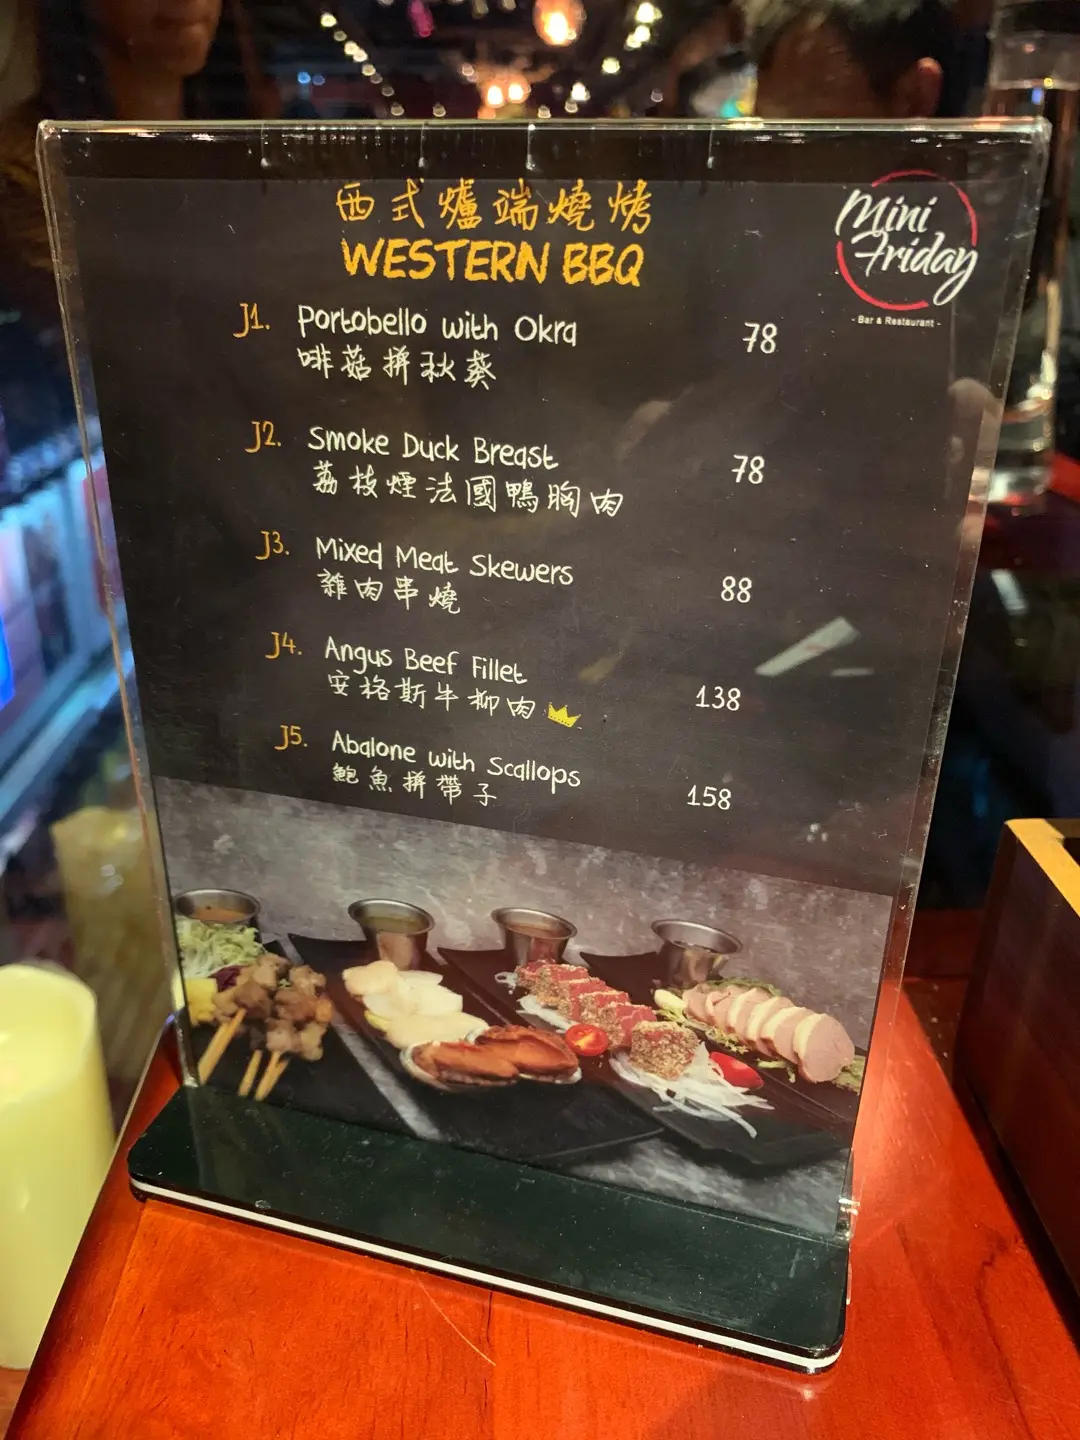 西式爐端燒烤
WESTERN BBQ
Mini
Friday
- Bar & Restaurant -
J1. Portobello with Okra 78
啡菇拼秋葵
J2. Smoke Duck Breast 78
荔枝煙法國鴨胸肉
J3. Mixed Meat Skewers 88
雜肉串燒
J4. Angus Beef Fillet 138
安格斯牛柳肉
J5. Abalone with Scallops 158
鮑魚拼帶子